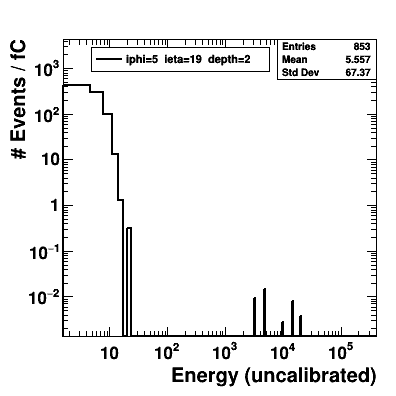 iphi=5 ieta=19 depth=2
Entries 853
Mean 5.557
Std Dev 67.37
# Events / fC
10³
10²
10
1
10⁻¹
10⁻²
10 10² 10³ 10⁴ 10⁵
Energy (uncalibrated)